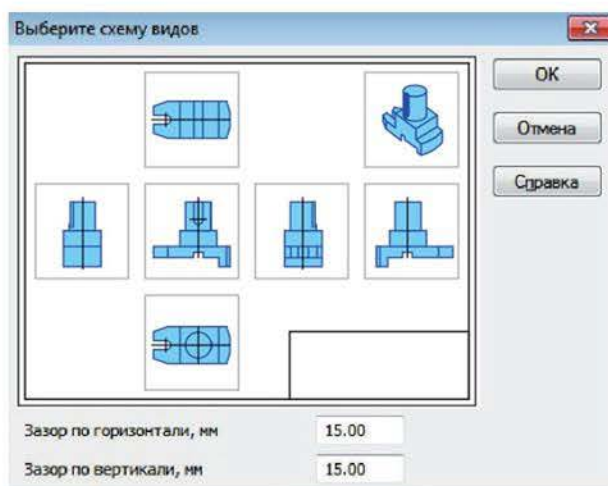 Выберите схему видов
OK
Отмена
Справка
Зазор по горизонтали, мм
15.00
Зазор по вертикали, мм
15.00